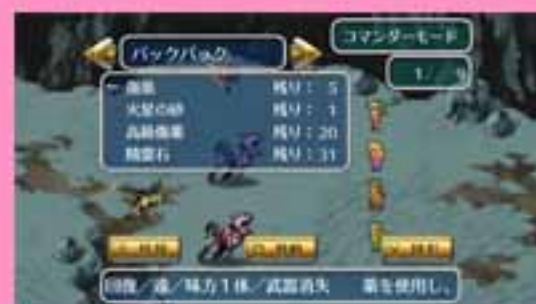 コマンダーモード
バックパック
1/ 9
傷薬 残り: 5
火星の砂 残り: 1
高級傷薬 残り:20
精霊石 残り:31
回復/遠/味方1体/武器消失 薬を使用し、